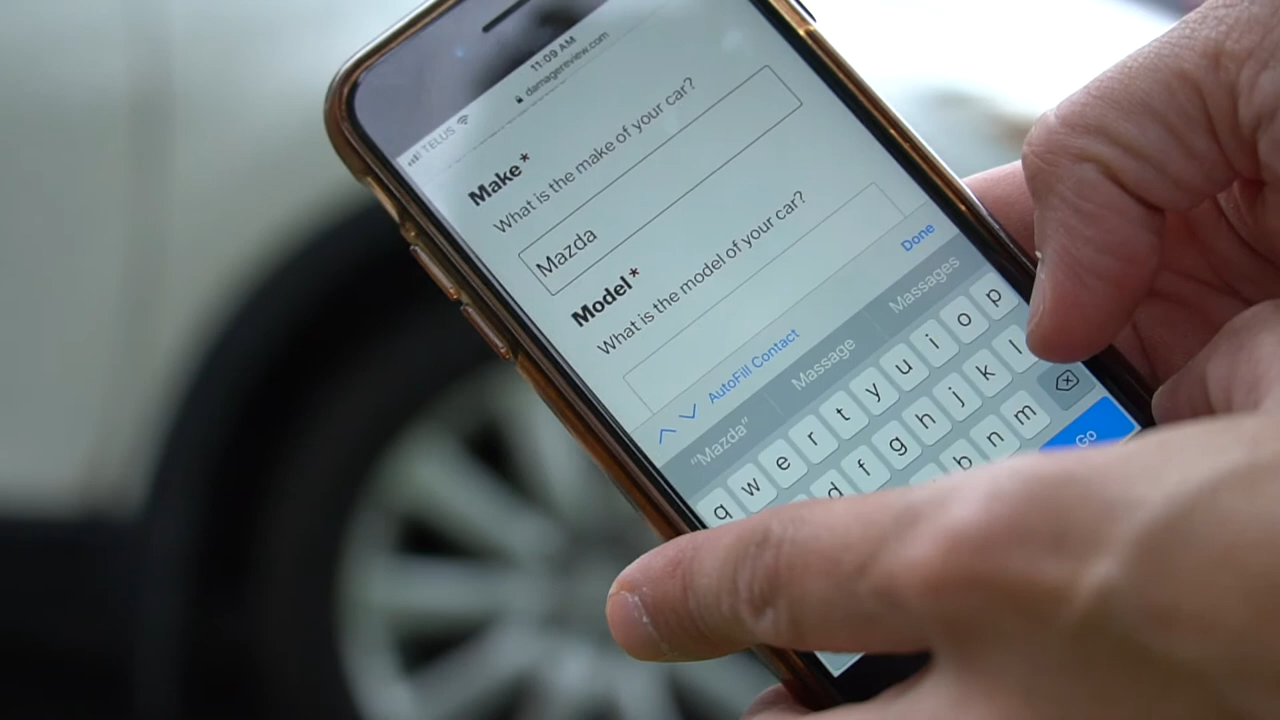 TELUS 11:09 AM
damagereview.com
Make *
What is the make of your car?
Mazda
Model *
What is the model of your car?
AutoFill Contact Done
“Mazda” Massage Massages
q w e r t y u i o p
d f g h j k l
b n m
Go